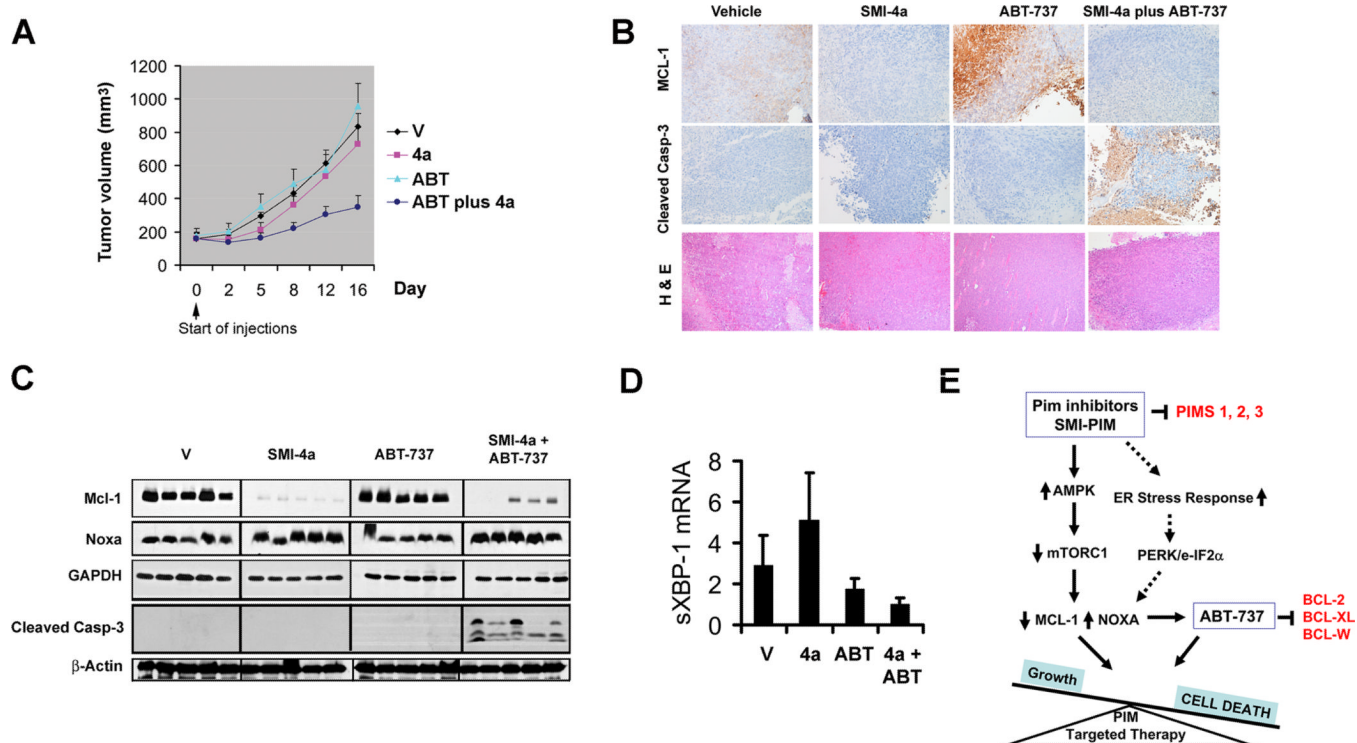 A
Tumor volume (mm3)
1200
1000
800
600
400
200
0
0 2 5 8 12 16 Day
Start of injections
V
4a
ABT
ABT plus 4a
B
Vehicle SMI-4a ABT-737 SMI-4a plus ABT-737
MCL-1
Cleaved Casp-3
H & E
C
V SMI-4a ABT-737 SMI-4a +
ABT-737
Mcl-1
Noxa
GAPDH
Cleaved Casp-3
β-Actin
D
sXBP-1 mRNA
8
6
4
2
0
V 4a ABT 4a +
ABT
E
Pim inhibitors
SMI-PIM
PIMS 1, 2, 3
AMPK
ER Stress Response
mTORC1
PERK/e-IF2α
MCL-1 NOXA
ABT-737
BCL-2
BCL-XL
BCL-W
Growth
CELL DEATH
PIM
Targeted Therapy